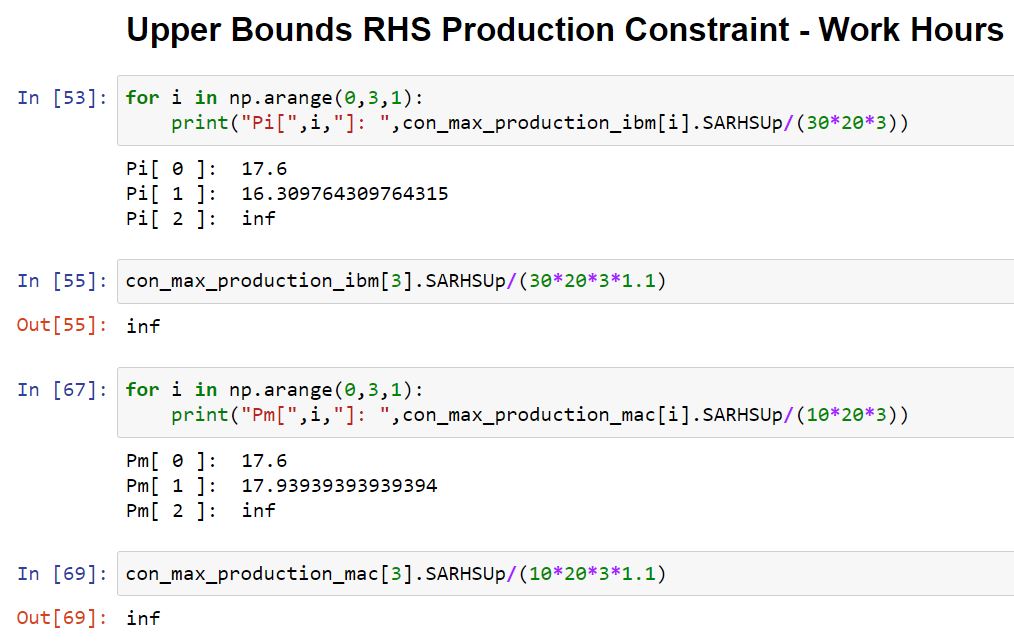 Upper Bounds RHS Production Constraint - Work Hours
In [53]: for i in np.arange(0,3,1):
print("Pi[",i,"]: ",con_max_production_ibm[i].SARHSUp/(30*20*3))
Pi[ 0 ]:  17.6
Pi[ 1 ]:  16.309764309764315
Pi[ 2 ]:  inf
In [55]: con_max_production_ibm[3].SARHSUp/(30*20*3*1.1)
Out[55]: inf
In [67]: for i in np.arange(0,3,1):
print("Pm[",i,"]: ",con_max_production_mac[i].SARHSUp/(10*20*3))
Pm[ 0 ]:  17.6
Pm[ 1 ]:  17.93939393939394
Pm[ 2 ]:  inf
In [69]: con_max_production_mac[3].SARHSUp/(10*20*3*1.1)
Out[69]: inf